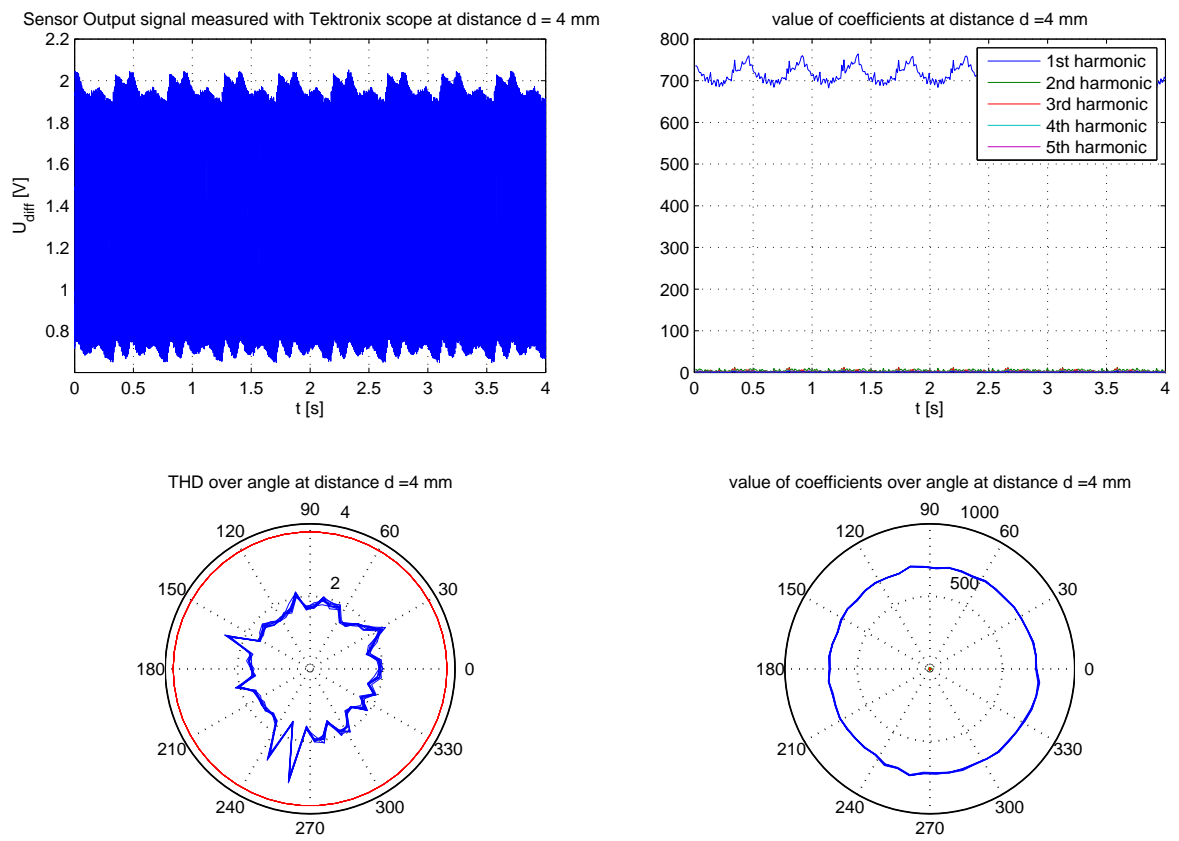 Sensor Output signal measured with Tektronix scope at distance d = 4 mm
2.2
2
1.8
1.6
1.4
1.2
1
0.8
U_diff [V]
0 0.5 1 1.5 2 2.5 3 3.5 4
t [s]
value of coefficients at distance d =4 mm
800
700
600
500
400
300
200
100
0
1st harmonic
2nd harmonic
3rd harmonic
4th harmonic
5th harmonic
0 0.5 1 1.5 2 2.5 3 3.5 4
t [s]
THD over angle at distance d =4 mm
90 4
120 60
2
150 30
180 0
210 330
240 300
270
value of coefficients over angle at distance d =4 mm
90 1000
120 60
500
150 30
180 0
210 330
240 300
270